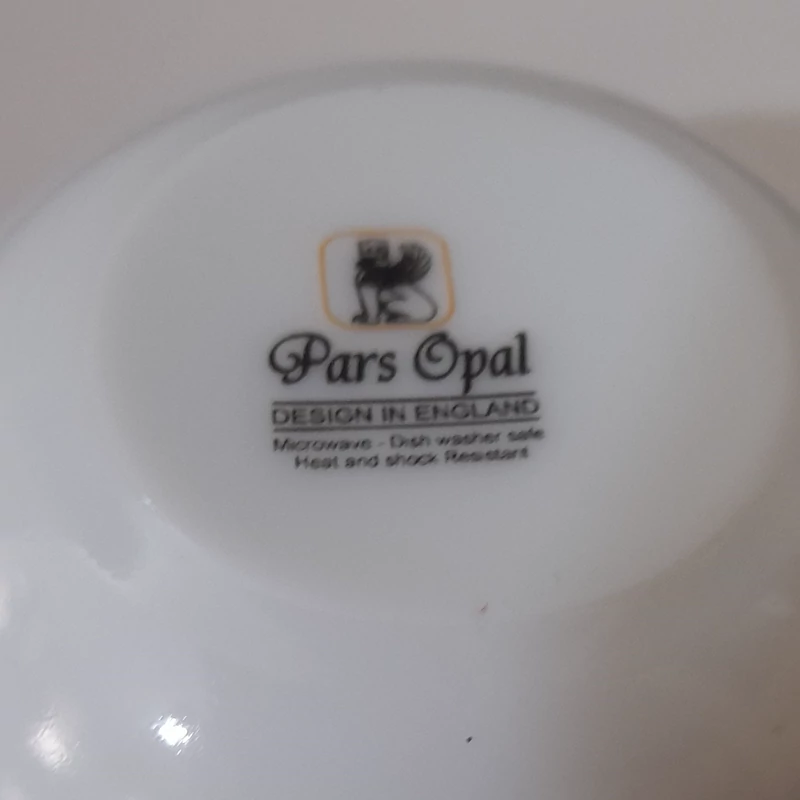 Pars Opal
DESIGN IN ENGLAND
Microwave - Dish washer safe
Heat and shock Resistant